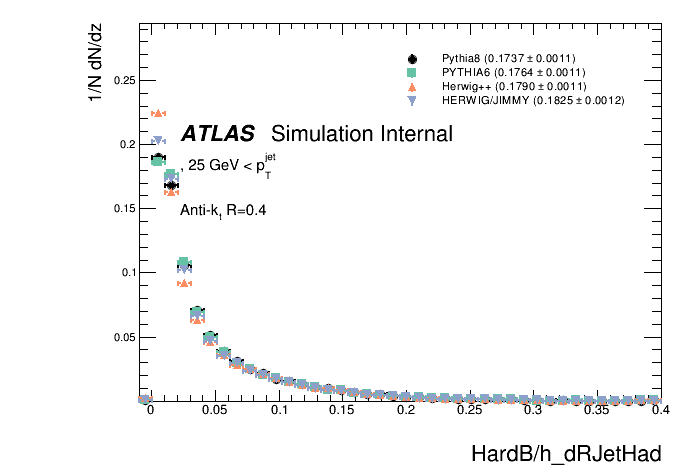 1/N dN/dz
Pythia8 (0.1737 ± 0.0011)
PYTHIA6 (0.1764 ± 0.0011)
Herwig++ (0.1790 ± 0.0011)
HERWIG/JIMMY (0.1825 ± 0.0012)
ATLAS Simulation Internal
, 25 GeV < p_T^jet
Anti-k_t R=0.4
0.25
0.2
0.15
0.1
0.05
0 0.05 0.1 0.15 0.2 0.25 0.3 0.35 0.4
HardB/h_dRJetHad